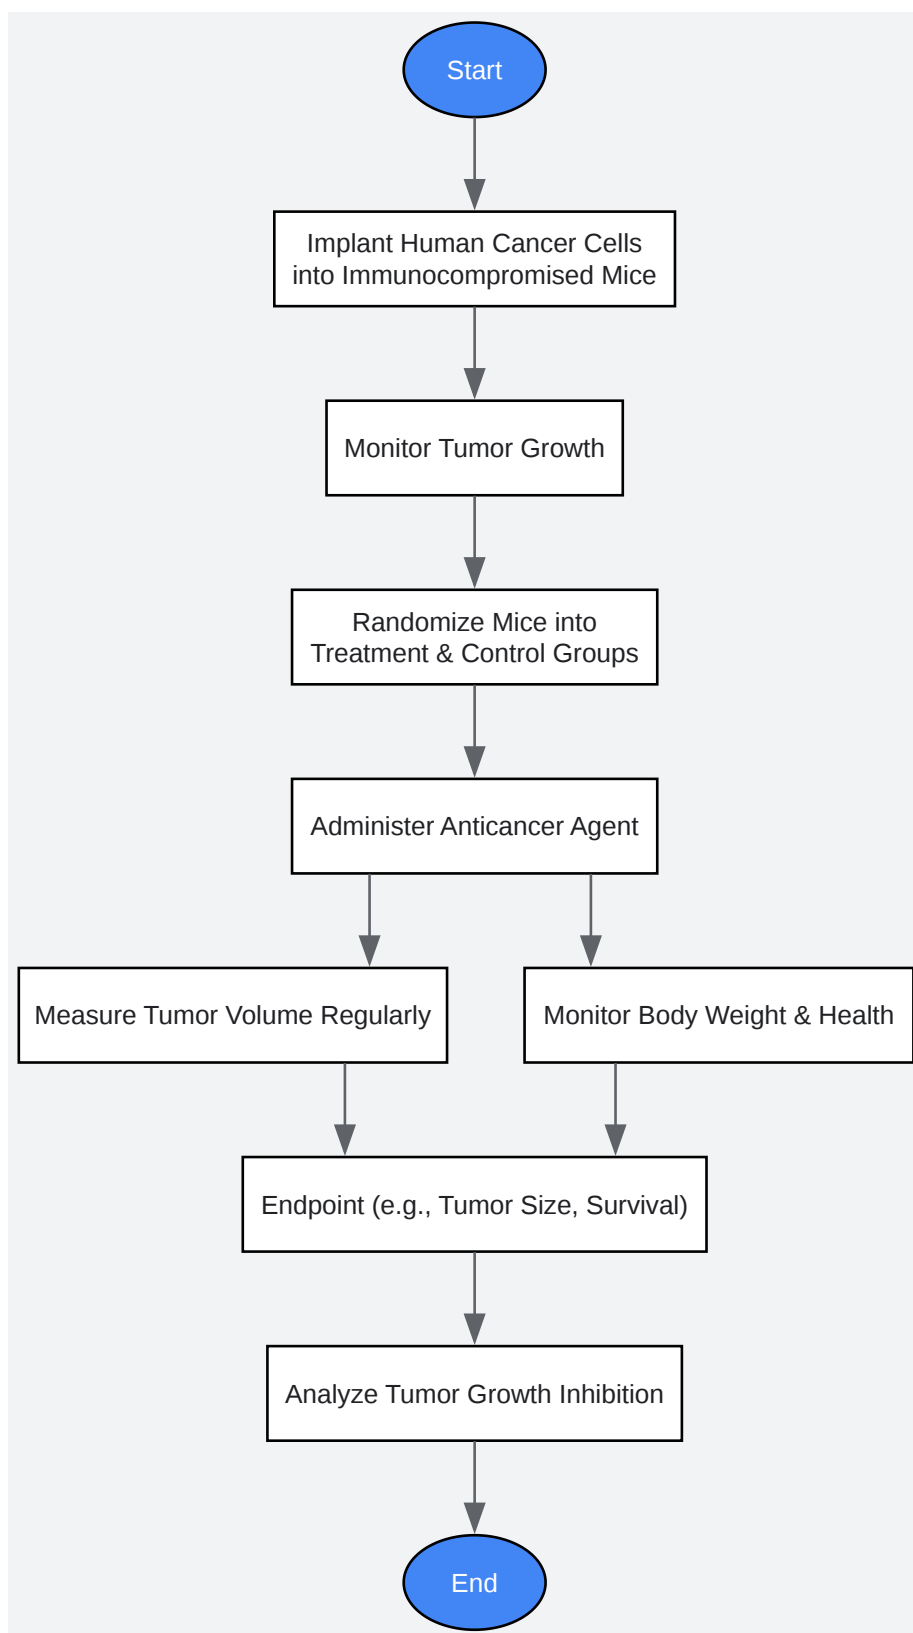 Start
Implant Human Cancer Cells
into Immunocompromised Mice
Monitor Tumor Growth
Randomize Mice into
Treatment & Control Groups
Administer Anticancer Agent
Measure Tumor Volume Regularly
Monitor Body Weight & Health
Endpoint (e.g., Tumor Size, Survival)
Analyze Tumor Growth Inhibition
End